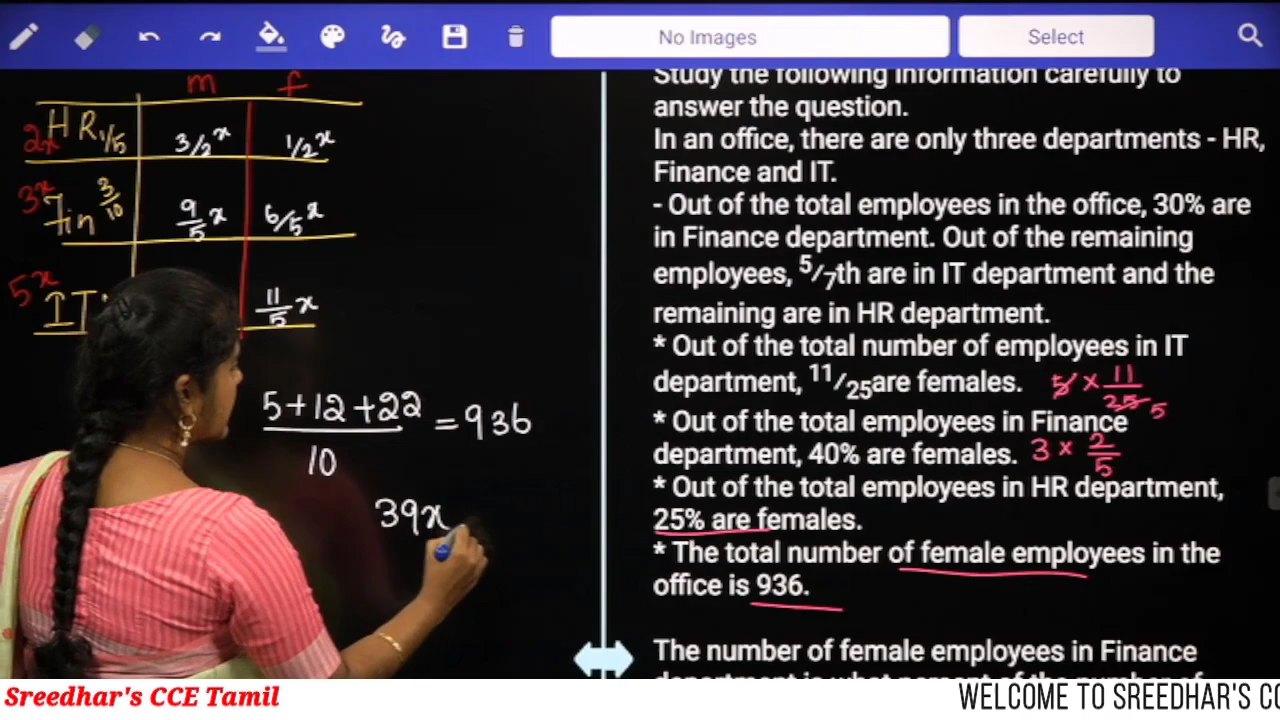 No Images
Select
m f
2x HR 1/5 3/2 x 1/2 x
3x Fin 3/10 9/5 x 6/5 x
5x IT 11/5 x
5+12+22/10 = 936
39x
Study the following information carefully to
answer the question.
In an office, there are only three departments - HR,
Finance and IT.
- Out of the total employees in the office, 30% are
in Finance department. Out of the remaining
employees, 5/7th are in IT department and the
remaining are in HR department.
* Out of the total number of employees in IT
department, 11/25are females. 5 × 11/25 5
* Out of the total employees in Finance
department, 40% are females. 3 × 2/5
* Out of the total employees in HR department,
25% are females.
* The total number of female employees in the
office is 936.
The number of female employees in Finance
Sreedhar's CCE Tamil
WELCOME TO SREEDHAR'S CC